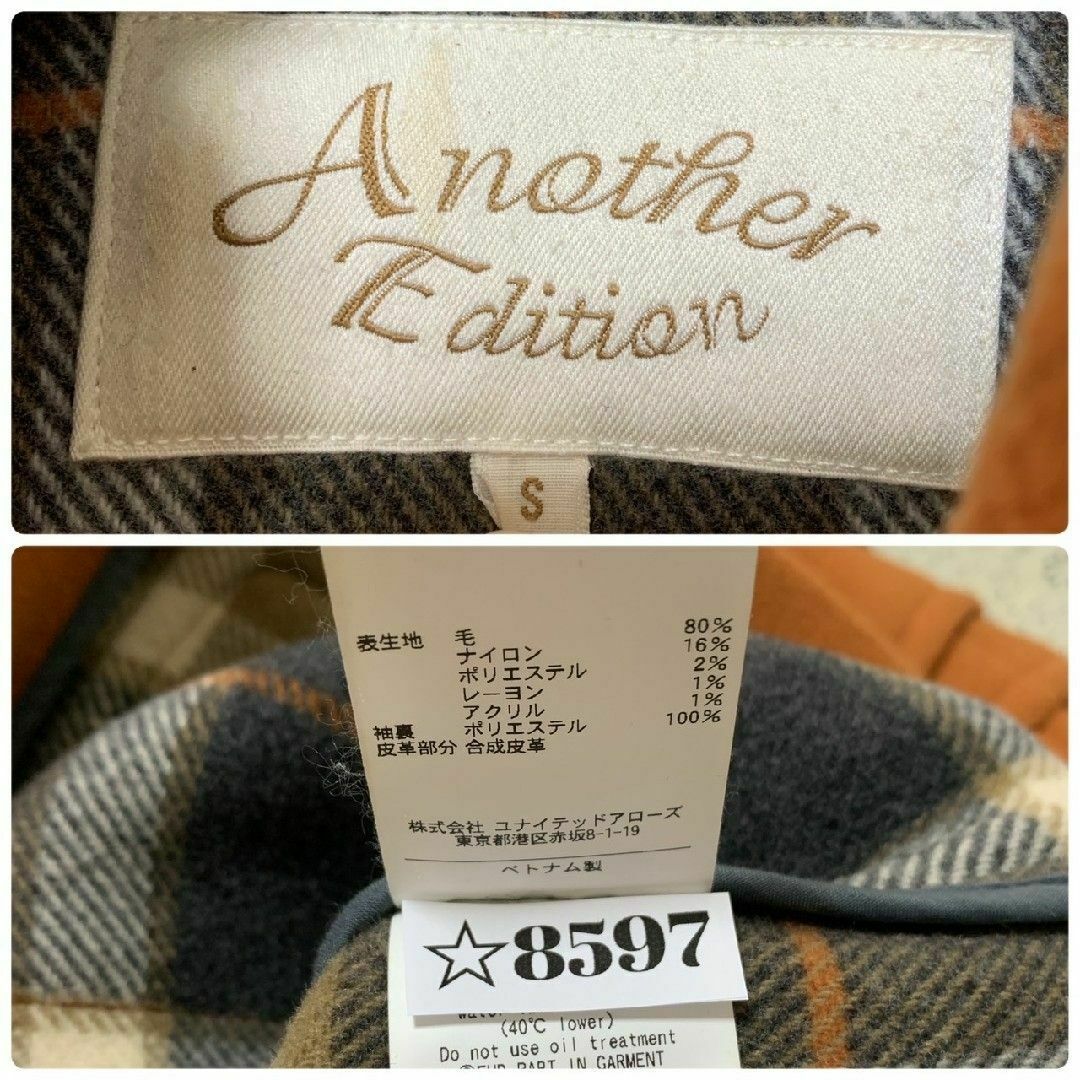 Another
Edition
S
表生地 毛 80%
ナイロン 16%
ポリエステル 2%
レーヨン 1%
アクリル 1%
袖裏 ポリエステル 100%
皮革部分 合成皮革
株式会社 ユナイテッドアローズ
東京都港区赤坂8-1-19
ベトナム製
☆8597
(40℃ lower)
Do not use oil treatment
PART IN GARMENT